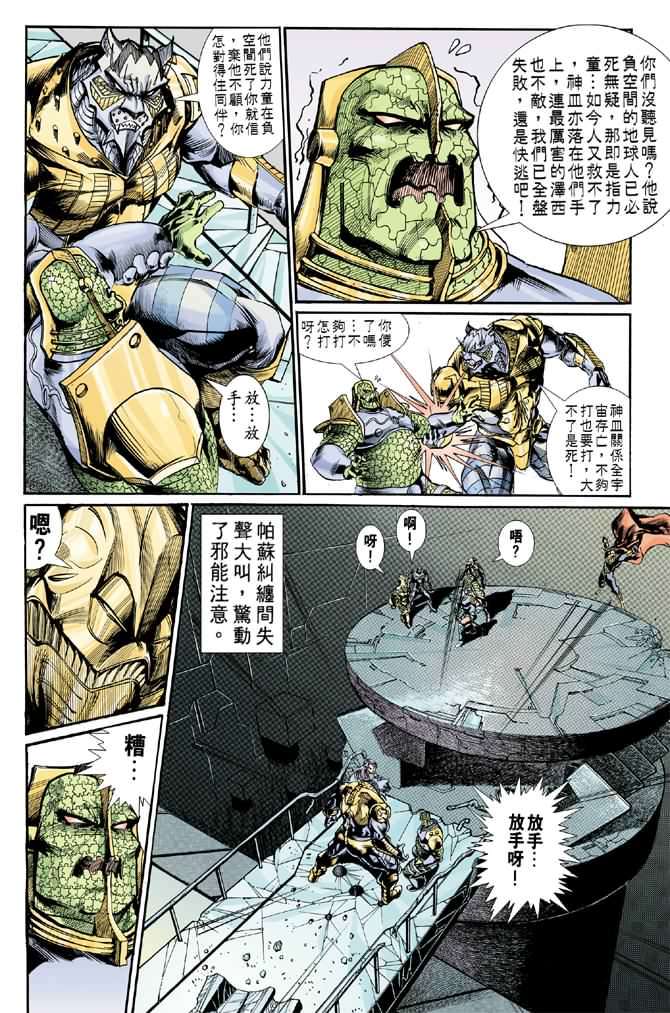 你們沒聽見嗎？他說
負空間的地球人已必
死無疑，那即是指力
童…如今人又救不了
，神血亦落在他們手
上，連最厲害的澤西
也不敵，我們已全盤
失敗，還是快逃吧！
他們說力童在負
空間死了你就信
，棄他不顧，你
怎對得住同伴？
放…放
手…
神血關係全宇
宙存亡，不夠
打也要打，大
不了是死！
你傻
了嗎
…不
夠打
怎打
呀？
唔？
啊！
呀！
放手…
放手呀！
帕蘇糾纏間失
聲大叫，驚動
了邪能注意。
嗯？
糟…